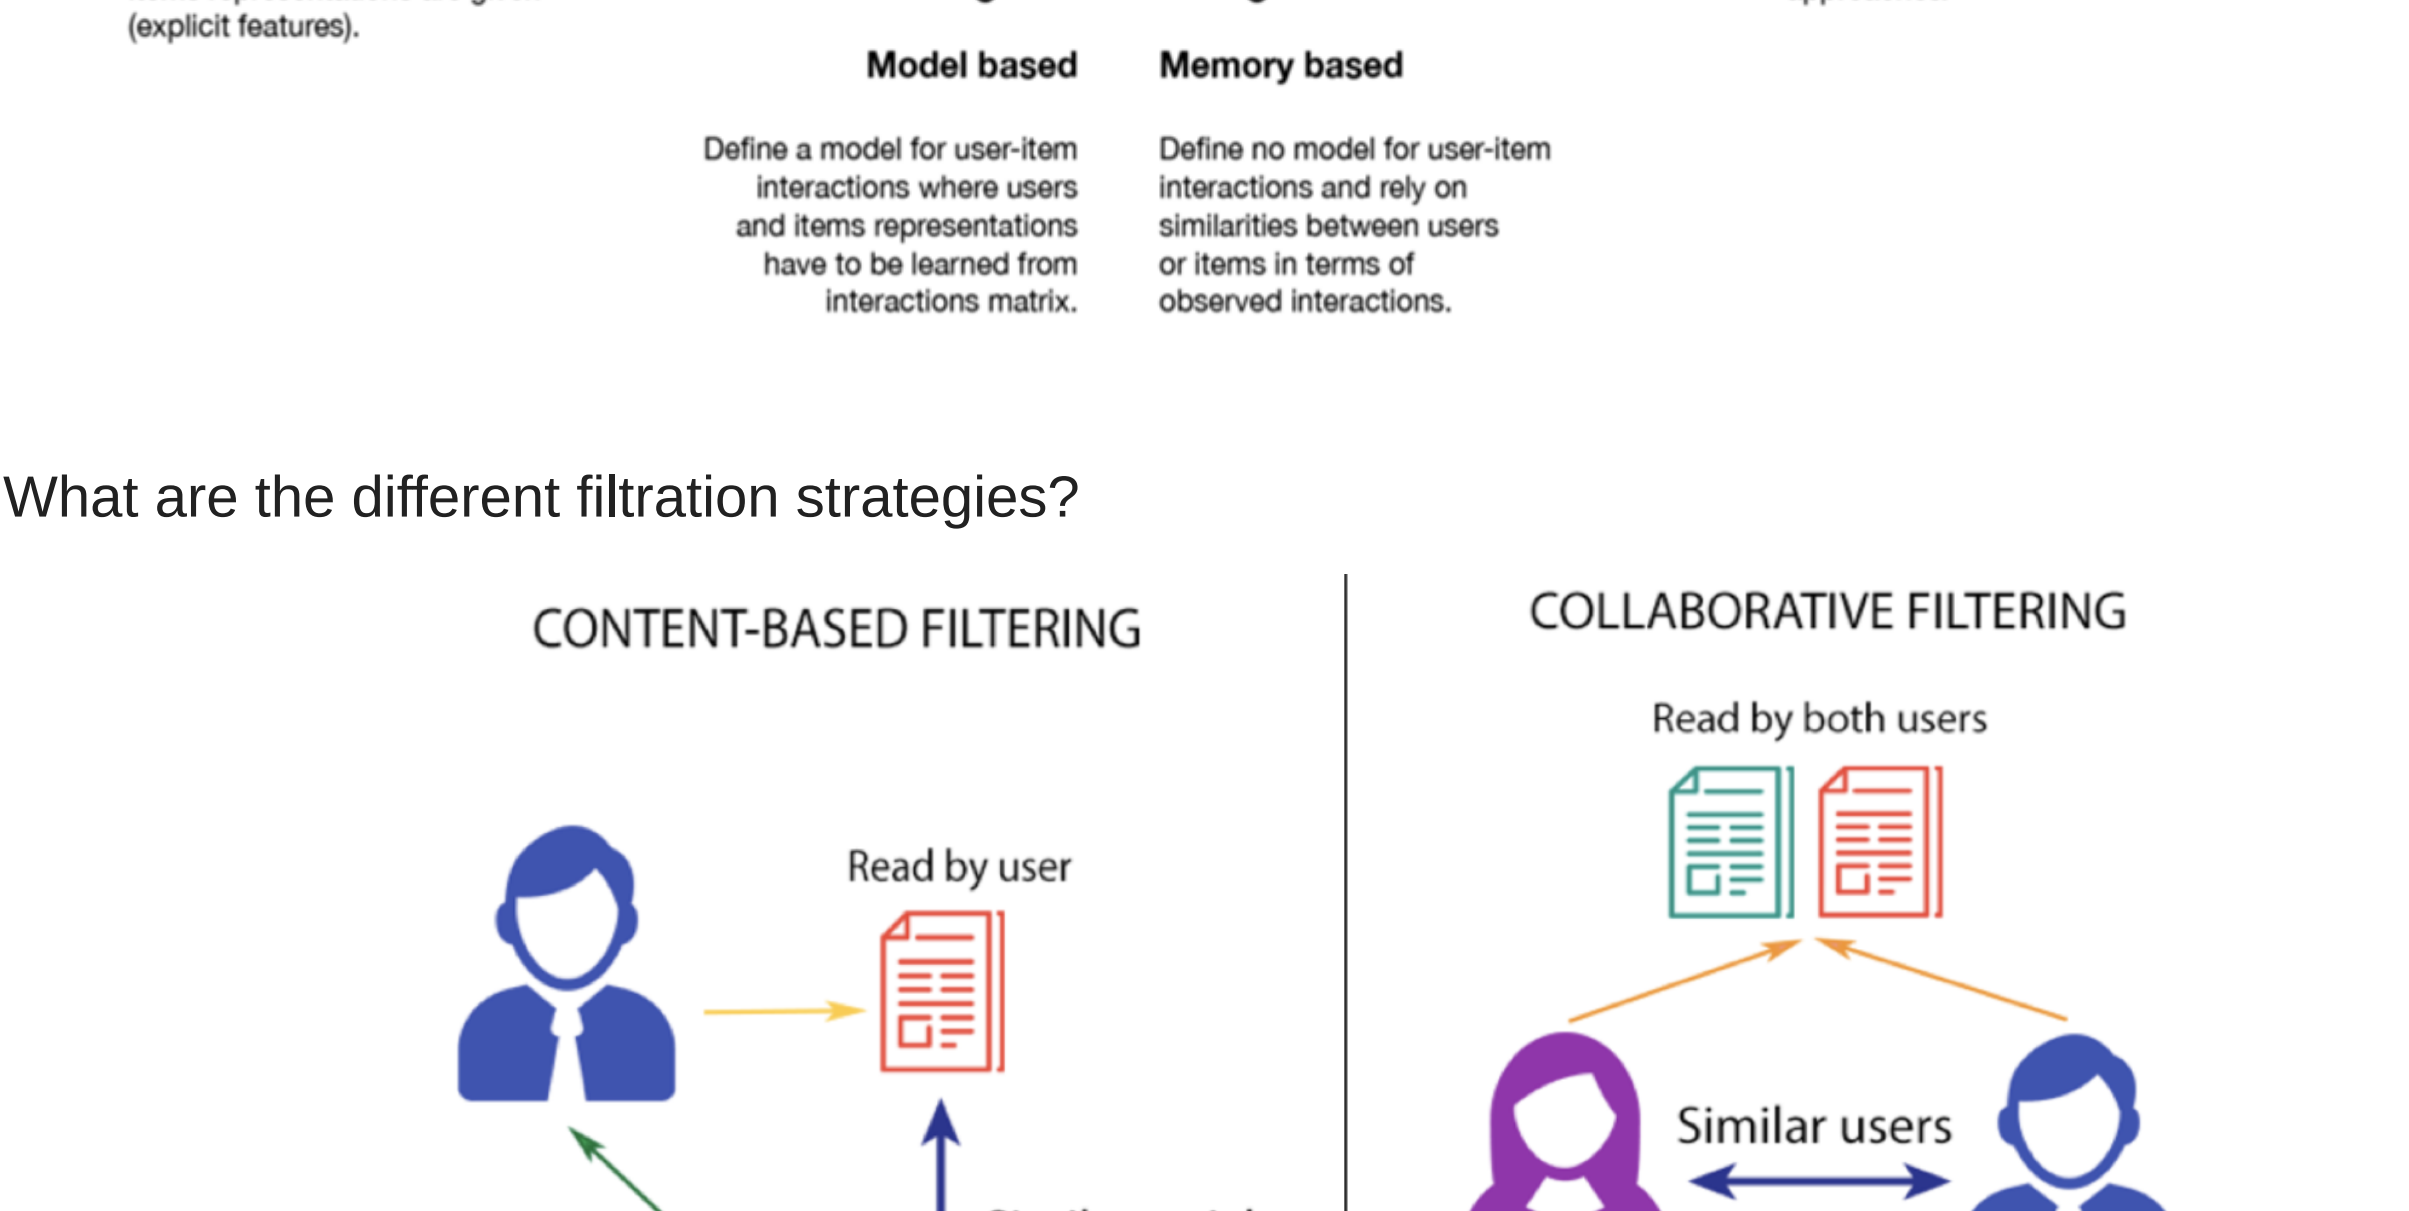 (explicit features).
Model based
Define a model for user-item
interactions where users
and items representations
have to be learned from
interactions matrix.
Memory based
Define no model for user-item
interactions and rely on
similarities between users
or items in terms of
observed interactions.
What are the different filtration strategies?
CONTENT-BASED FILTERING
Read by user
COLLABORATIVE FILTERING
Read by both users
Similar users